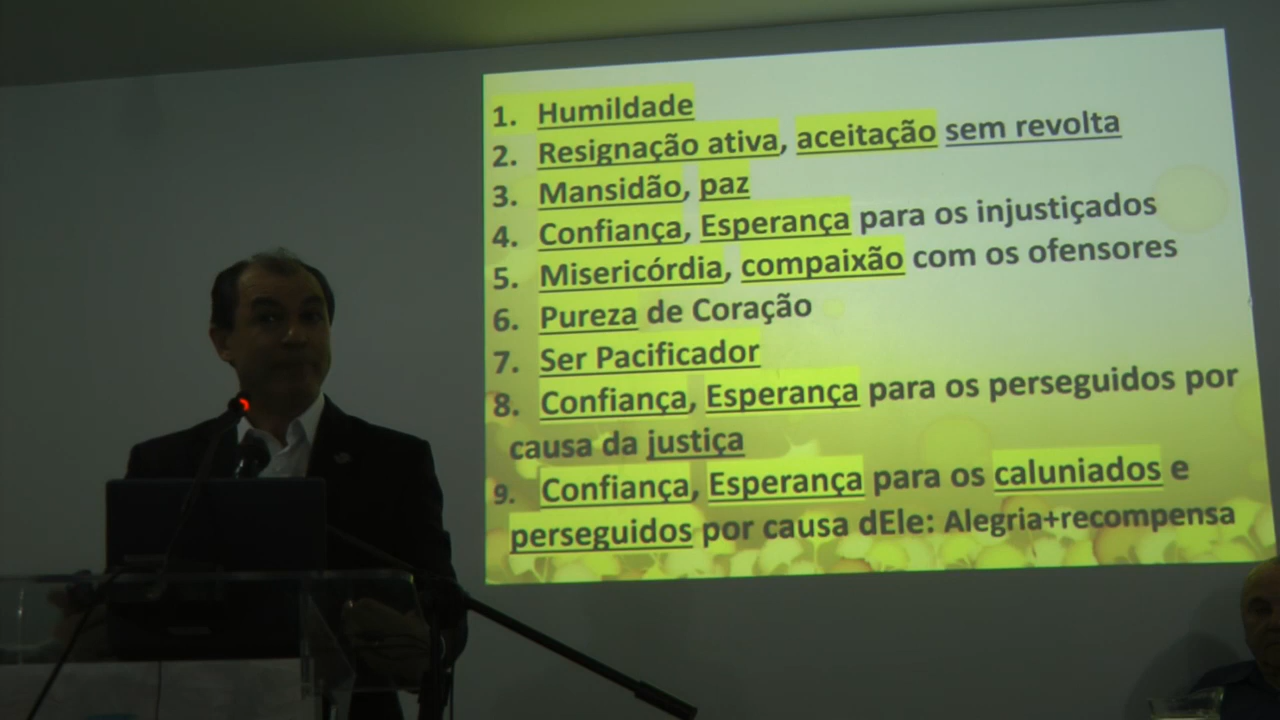 1. Humildade
2. Resignação ativa, aceitação sem revolta
3. Mansidão, paz
4. Confiança, Esperança para os injustiçados
5. Misericórdia, compaixão com os ofensores
6. Pureza de Coração
7. Ser Pacificador
8. Confiança, Esperança para os perseguidos por
causa da justiça
9. Confiança, Esperança para os caluniados e
perseguidos por causa dEle: Alegria+recompensa